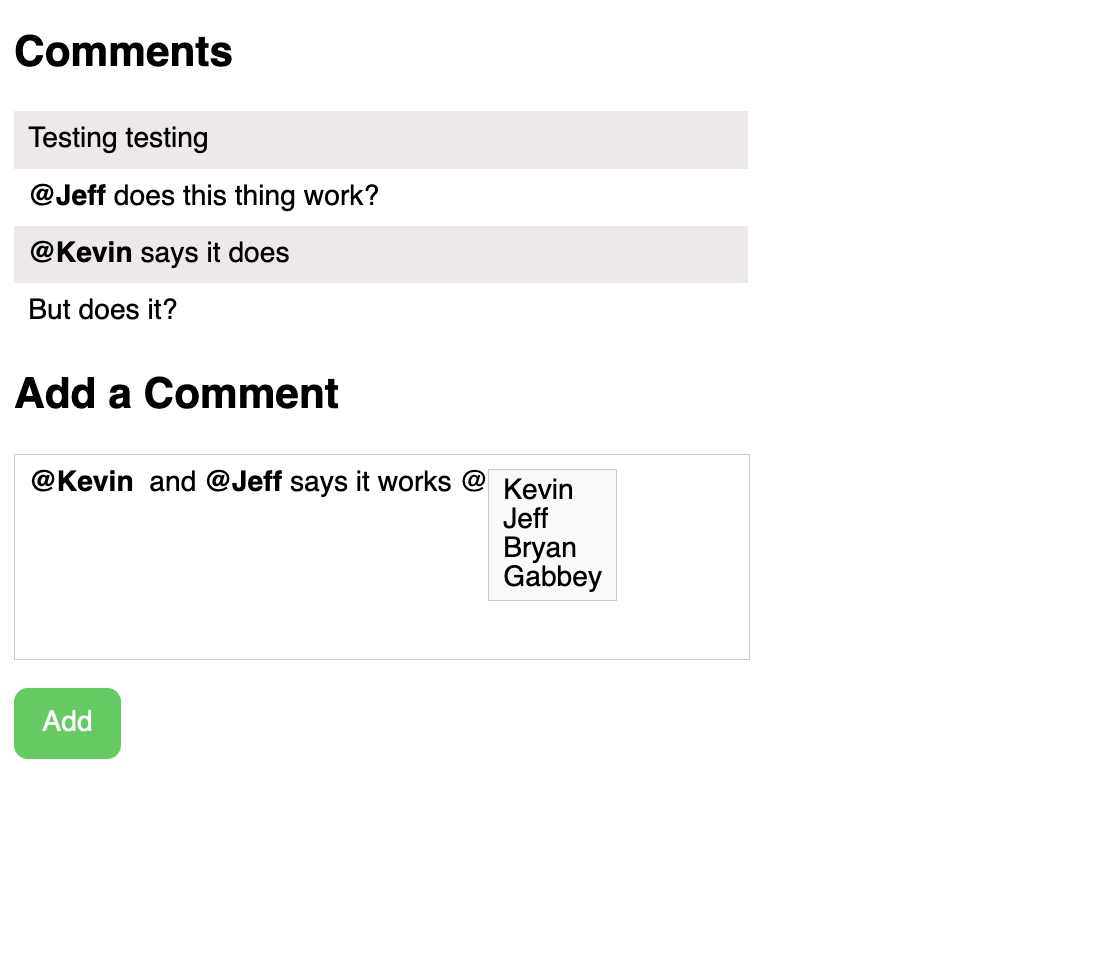 Comments
Testing testing
@Jeff does this thing work?
@Kevin says it does
But does it?
Add a Comment
@Kevin  and @Jeff says it works @
Kevin
Jeff
Bryan
Gabbey
Add